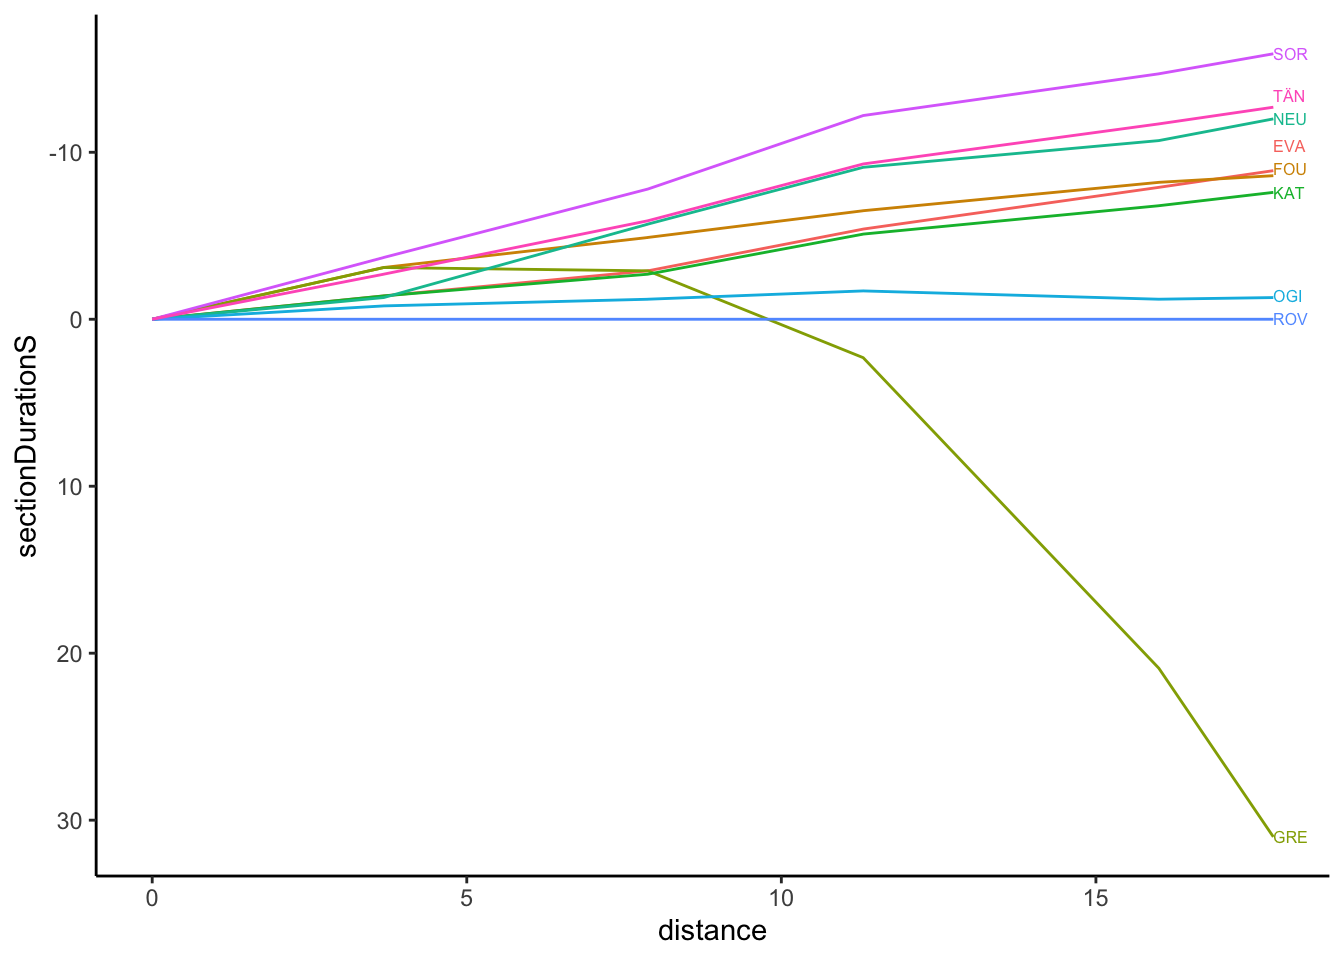 SOR
TÄN
NEU
EVA
FOU
KAT
OGI
ROV
GRE
-10
0
10
20
30
sectionDurationS
0 5 10 15
distance